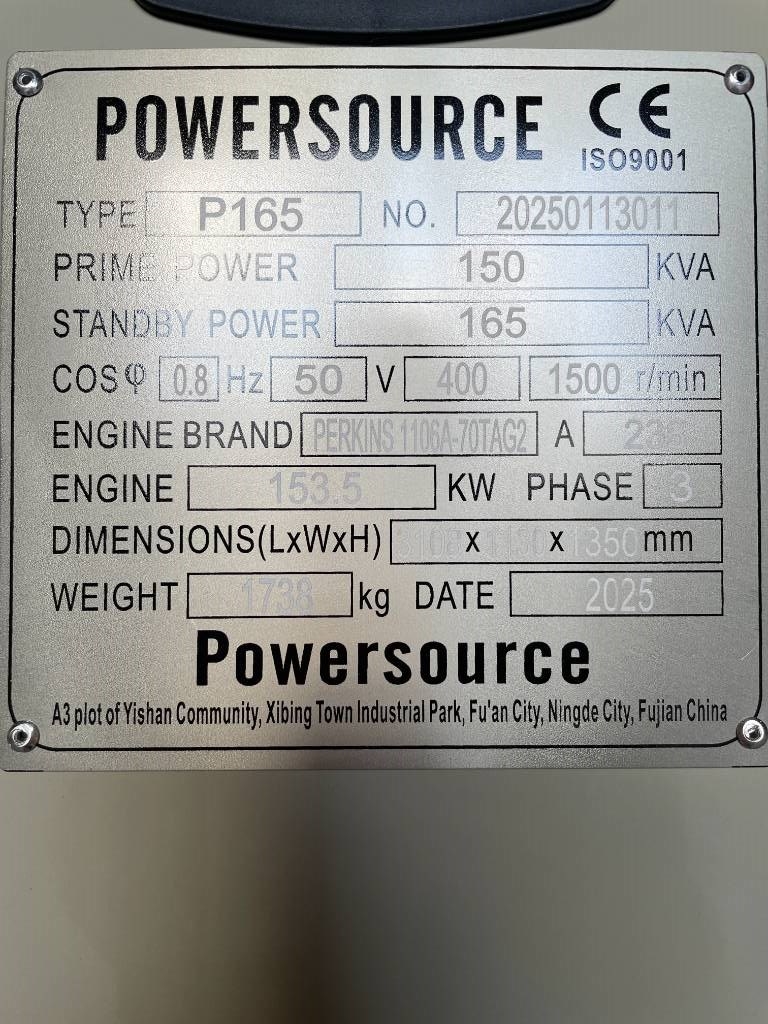 POWERSOURCE CE
ISO9001
TYPE P165 NO. 20250113011
PRIME POWER 150 KVA
STANDBY POWER 165 KVA
COSφ 0.8 Hz 50 V 400 1500 r/min
ENGINE BRAND PERKINS 1106A-70TAG2 A
ENGINE 153.5 KW PHASE 3
DIMENSIONS(LxWxH) x x 1350 mm
WEIGHT 1738 kg DATE 2025
Powersource
A3 plot of Yishan Community, Xibing Town Industrial Park, Fu'an City, Ningde City, Fujian China